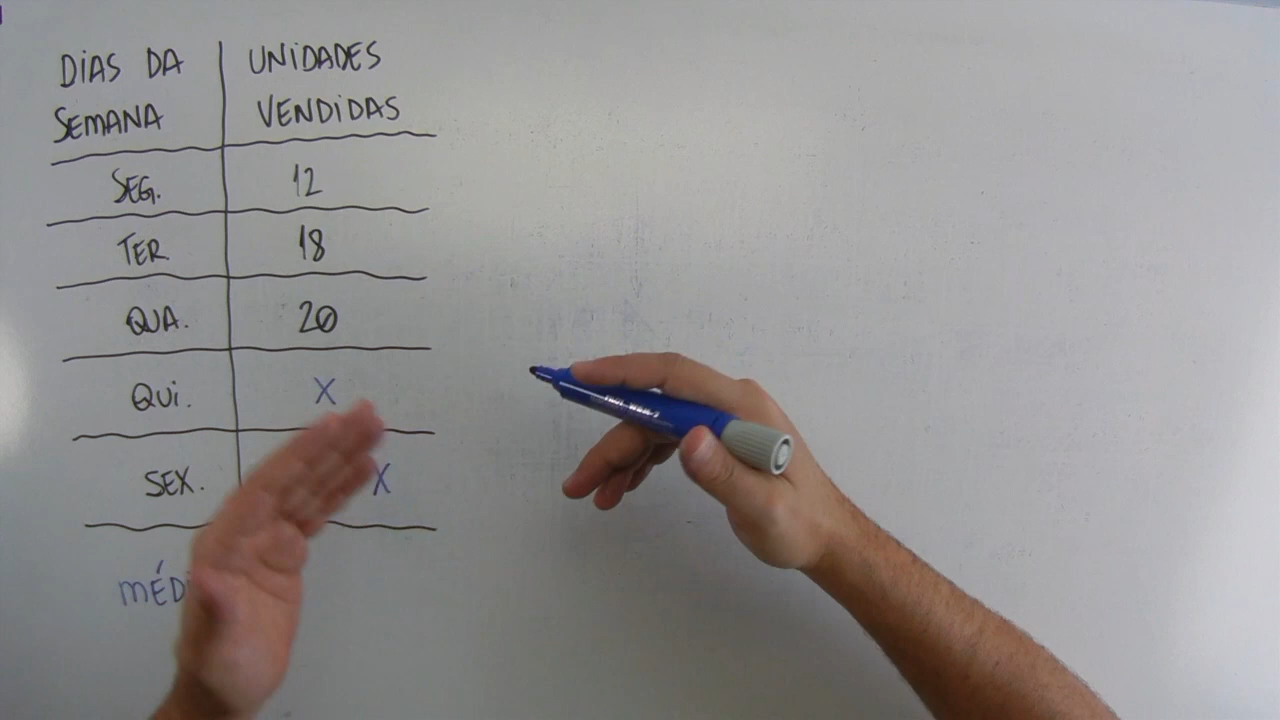 DIAS DA
SEMANA
UNIDADES
VENDIDAS
SEG. 12
TER 18
QUA. 20
QUI. X
SEX. X